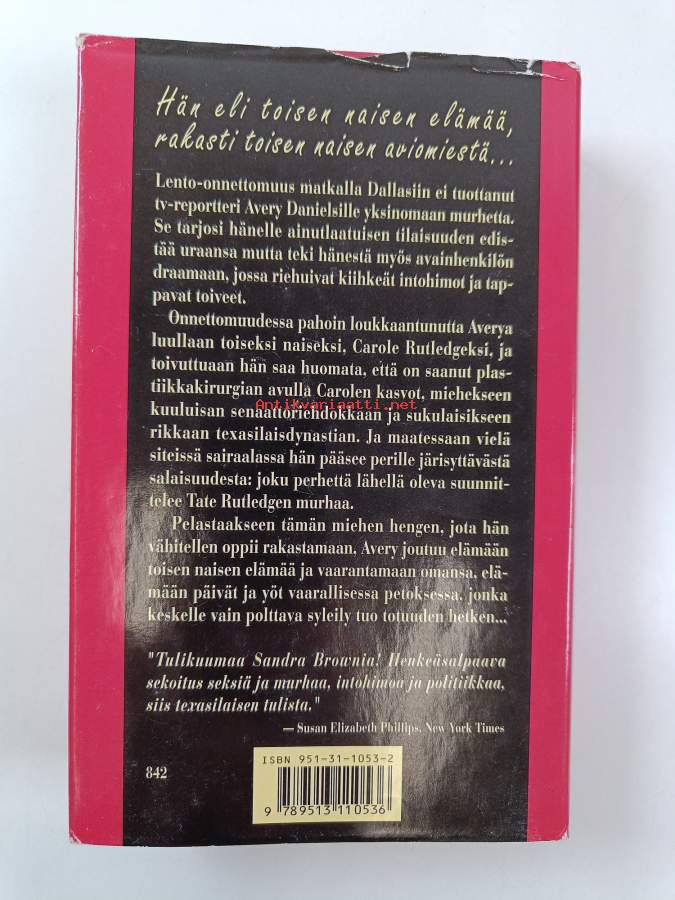 Hän eli toisen naisen elämää,
rakasti toisen naisen aviomiestä...
Lento-onnettomuus matkalla Dallasiin ei tuottanut
tv-reportteri Avery Danielsille yksinomaan murhetta.
Se tarjosi hänelle ainutlaatuisen tilaisuuden edis-
tää uraansa mutta teki hänestä myös avainhenkilön
draamaan, jossa riehuivat kiihkeät intohimot ja tap-
pavat toiveet.
Onnettomuudessa pahoin loukkaantunutta Averya
luullaan toiseksi naiseksi, Carole Rutledgeksi, ja
toivuttuaan hän saa huomata, että on saanut plas-
tiikkakirurgian avulla Carolen kasvot, miehekseen
Antikvariaatti.net
kuuluisan senaattoriehdokkaan ja sukulaisikseen
rikkaan texasilaisdynastian. Ja maatessaan vielä
siteissä sairaalassa hän pääsee perille järisyttävästä
salaisuudesta: joku perhettä lähellä oleva suunnit-
telee Tate Rutledgen murhaa.
Pelastaakseen tämän miehen hengen, jota hän
vähitellen oppii rakastamaan, Avery joutuu elämään
toisen naisen elämää ja vaarantamaan omansa, elä-
mään päivät ja yöt vaarallisessa petoksessa, jonka
keskelle vain polttava syleily tuo totuuden hetken...
"Tulikuumaa Sandra Brownia! Henkeäsalpaava
sekoitus seksiä ja murhaa, intohimoa ja politiikkaa,
siis texasilaisen tulista."
— Susan Elizabeth Phillips, New York Times
ISBN 951-31-1053-2
842
9 789513 110536